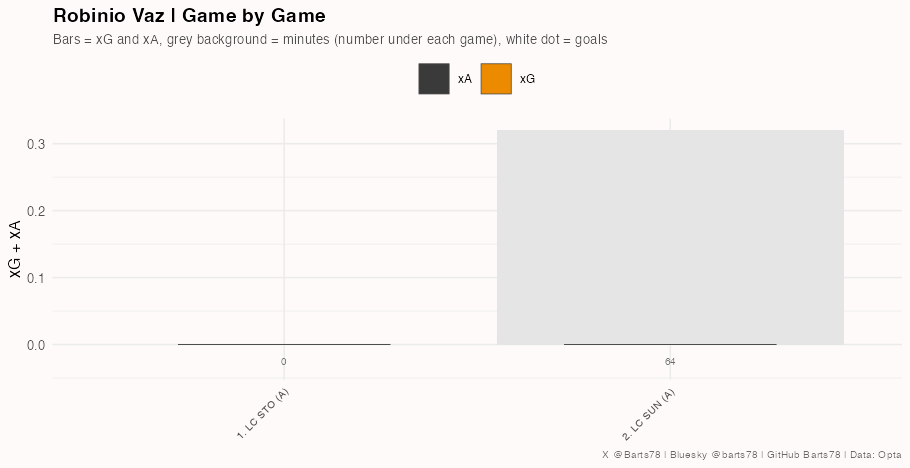 Robinio Vaz | Game by Game
Bars = xG and xA, grey background = minutes (number under each game), white dot = goals
xA xG
xG + xA
0.3
0.2
0.1
0.0
0 64
1. LC STO (A) 2. LC SUN (A)
X @Barts78 | Bluesky @barts78 | GitHub Barts78 | Data: Opta